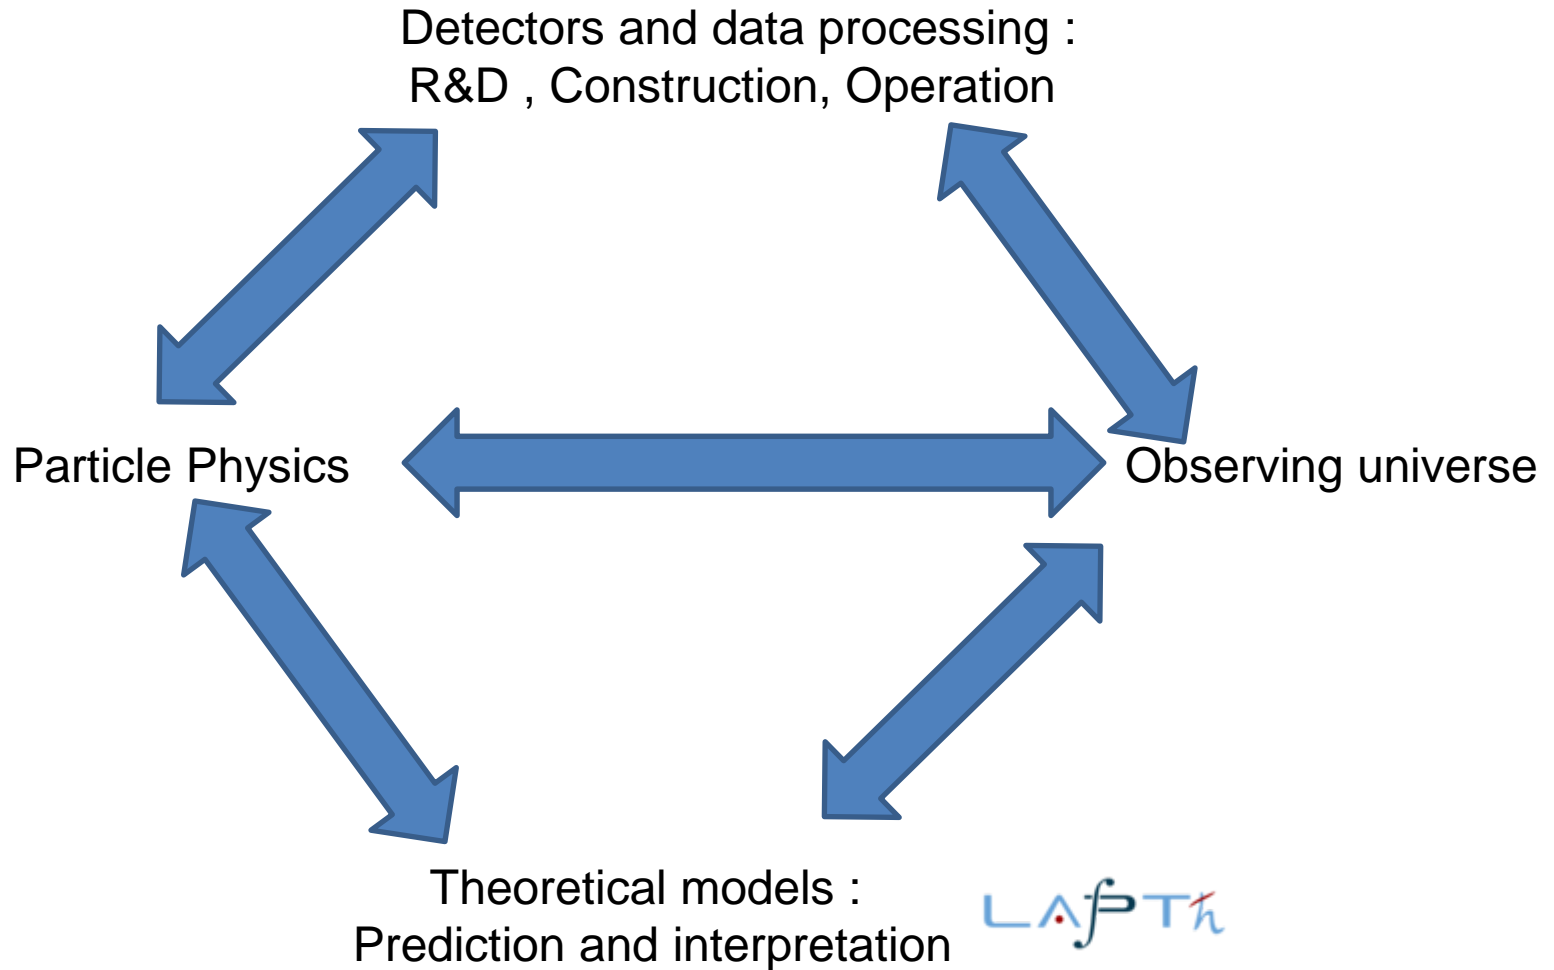 Detectors and data processing :
R&D , Construction, Operation
Particle Physics
Observing universe
Theoretical models :
Prediction and interpretation
LAPTh